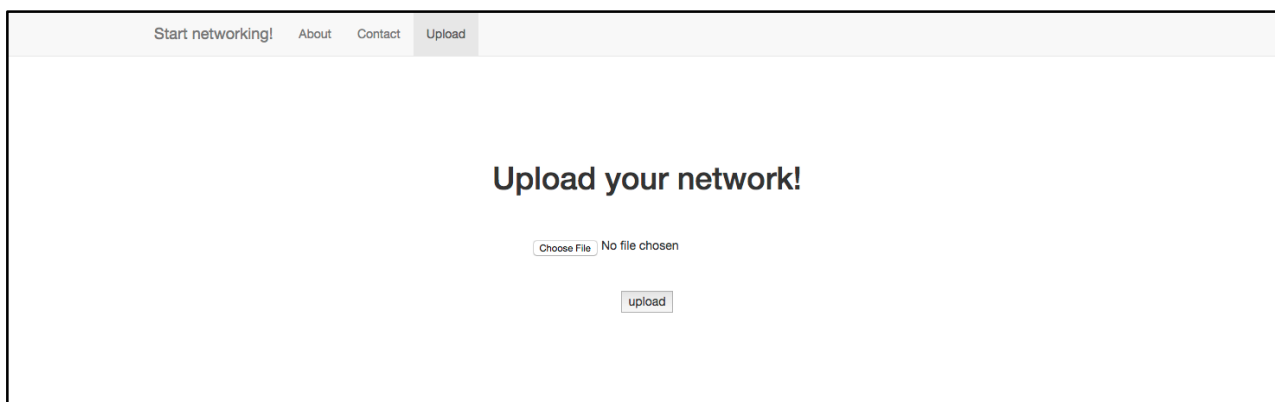 Start networking! About Contact Upload
Upload your network!
Choose File No file chosen
upload